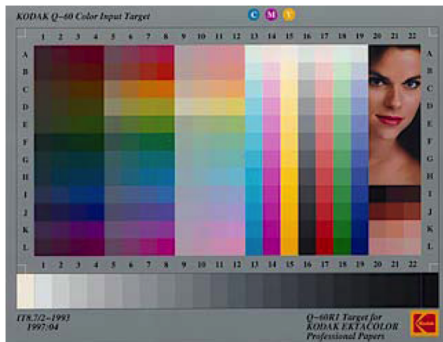 KODAK Q-60 Color Input Target
C M Y
1 2 3 4 5 6 7 8 9 10 11 12 13 14 15 16 17 18 19 20 21 22
A A
B B
C C
D D
E E
F F
G G
H H
I I
J J
K K
L L
1 2 3 4 5 6 7 8 9 10 11 12 13 14 15 16 17 18 19 20 21 22
IT8.7/2-1993
1997:04
Q-60R1 Target for
KODAK EKTACOLOR
Professional Papers
Kodak